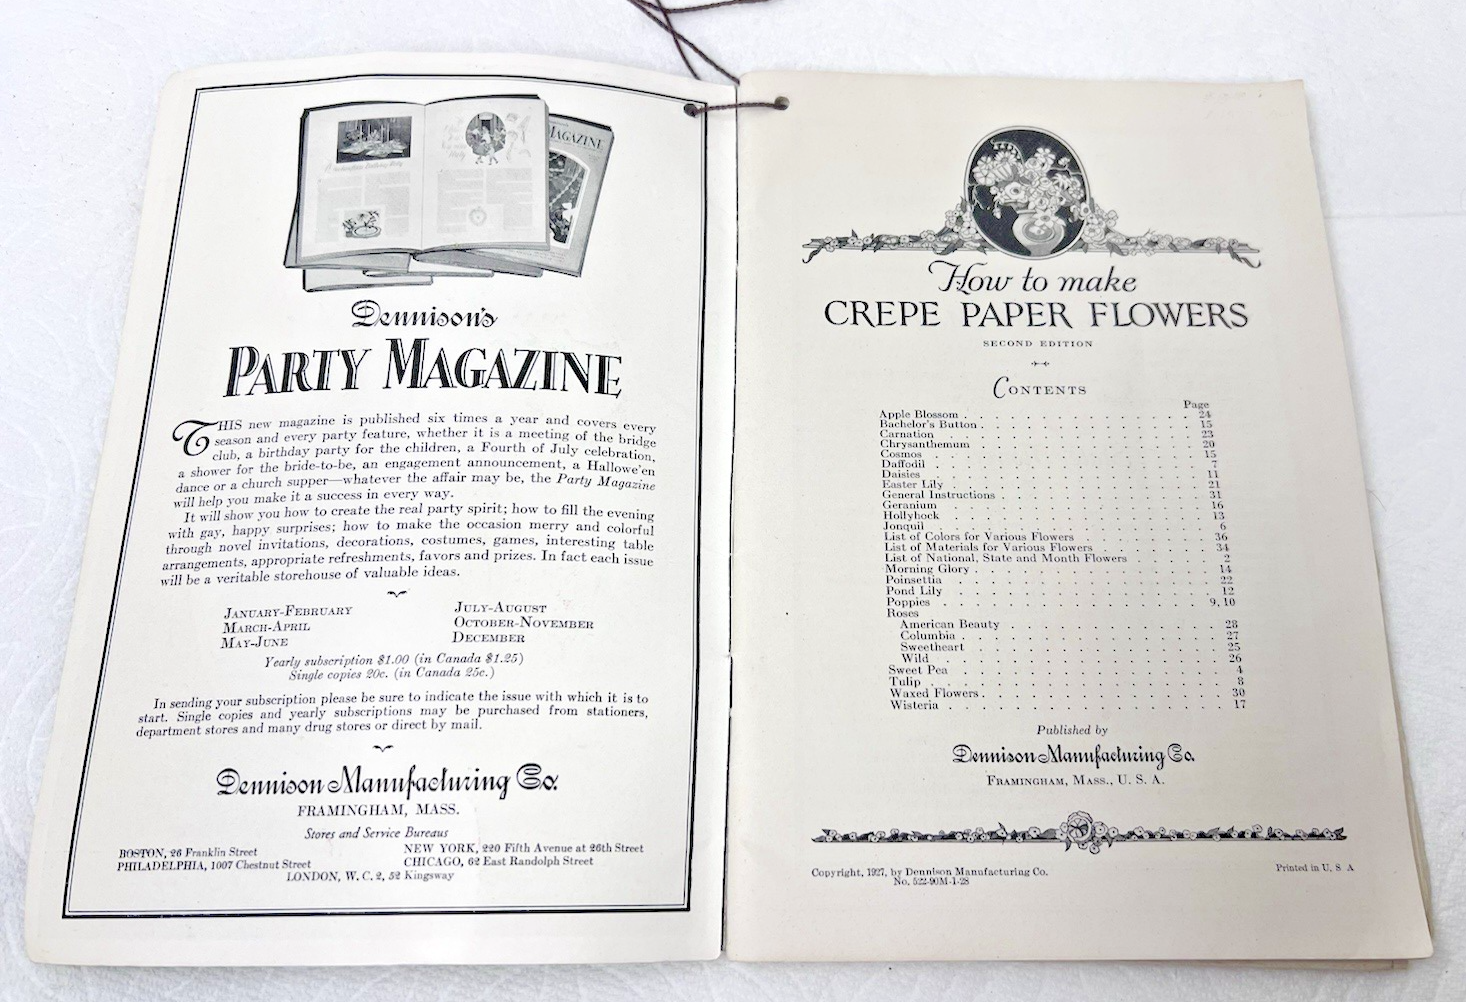 MAGAZINE
Dennison's
PARTY MAGAZINE
THIS new magazine is published six times a year and covers every
season and every party feature, whether it is a meeting of the bridge
club, a birthday party for the children, a Fourth of July celebration,
a shower for the bride-to-be, an engagement announcement, a Hallowe'en
dance or a church supper—whatever the affair may be, the Party Magazine
will help you make it a success in every way.
It will show you how to create the real party spirit; how to fill the evening
with gay, happy surprises; how to make the occasion merry and colorful
through novel invitations, decorations, costumes, games, interesting table
arrangements, appropriate refreshments, favors and prizes. In fact each issue
will be a veritable storehouse of valuable ideas.
JANUARY-FEBRUARY
MARCH-APRIL
MAY-JUNE
JULY-AUGUST
OCTOBER-NOVEMBER
DECEMBER
Yearly subscription $1.00 (in Canada $1.25)
Single copies 20c. (in Canada 25c.)
In sending your subscription please be sure to indicate the issue with which it is to
start. Single copies and yearly subscriptions may be purchased from stationers,
department stores and many drug stores or direct by mail.
Dennison Manufacturing Co.
FRAMINGHAM, MASS.
Stores and Service Bureaus
BOSTON, 26 Franklin Street
NEW YORK, 220 Fifth Avenue at 26th Street
PHILADELPHIA, 1007 Chestnut Street
CHICAGO, 62 East Randolph Street
LONDON, W. C. 2, 52 Kingsway
How to make
CREPE PAPER FLOWERS
SECOND EDITION
CONTENTS
Page
Apple Blossom . . . 24
Bachelor's Button . . . 15
Carnation . . . 23
Chrysanthemum . . . 20
Cosmos . . . 15
Daffodil . . . 7
Daisies . . . 11
Easter Lily . . . 21
General Instructions . . . 31
Geranium . . . 16
Hollyhock . . . 13
Jonquil . . . 6
List of Colors for Various Flowers . . . 36
List of Materials for Various Flowers . . . 34
List of National, State and Month Flowers . . . 2
Morning Glory . . . 14
Poinsettia . . . 22
Pond Lily . . . 12
Poppies . . . 9, 10
Roses
American Beauty . . . 28
Columbia . . . 27
Sweetheart . . . 25
Wild . . . 26
Sweet Pea . . . 4
Tulip . . . 8
Waxed Flowers . . . 30
Wisteria . . . 17
Published by
Dennison Manufacturing Co.
FRAMINGHAM, MASS., U. S. A.
Copyright, 1927, by Dennison Manufacturing Co.
No. 522-90M-1-28
Printed in U. S A